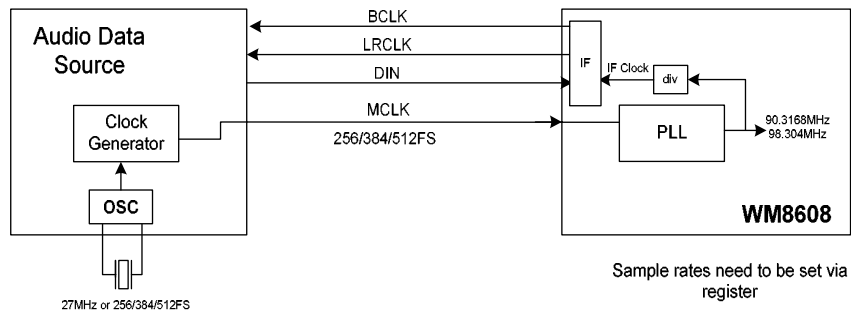 Audio Data
Source
BCLK
LRCLK
DIN
MCLK
256/384/512FS
Clock
Generator
OSC
27MHz or 256/384/512FS
IF
IF Clock
div
PLL
90.3168MHz
98.304MHz
WM8608
Sample rates need to be set via
register